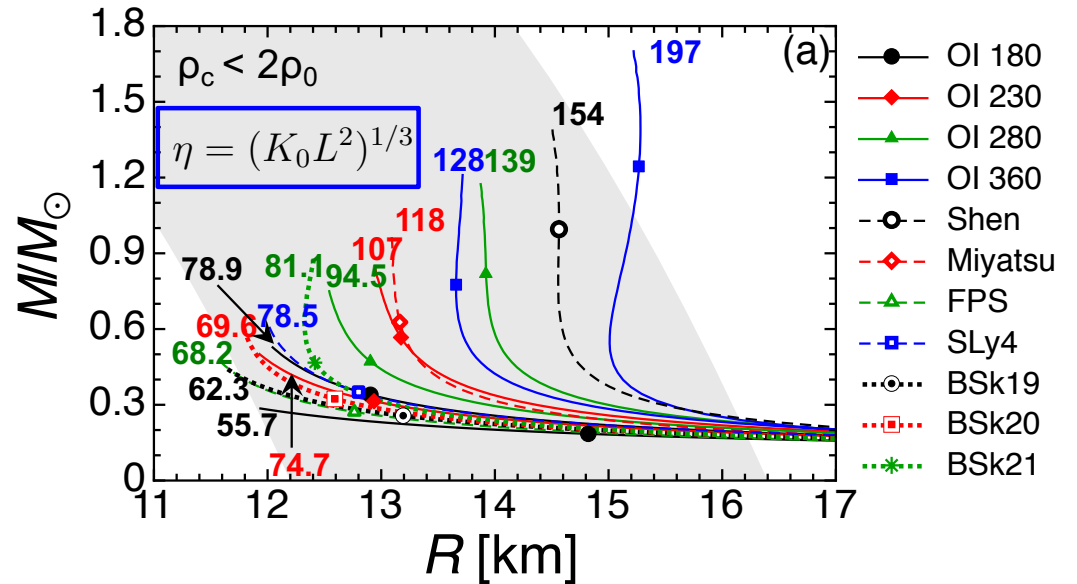 1.8
1.5
1.2
0.9
0.6
0.3
0
M/M⊙
ρc < 2ρ0
(a)
η = (K₀L²)^{1/3}
197
154
128
139
118
107
78.9
81.1
94.5
69.6
78.5
68.2
62.3
55.7
74.7
11 12 13 14 15 16 17
R [km]
OI 180
OI 230
OI 280
OI 360
Shen
Miyatsu
FPS
SLy4
BSk19
BSk20
BSk21